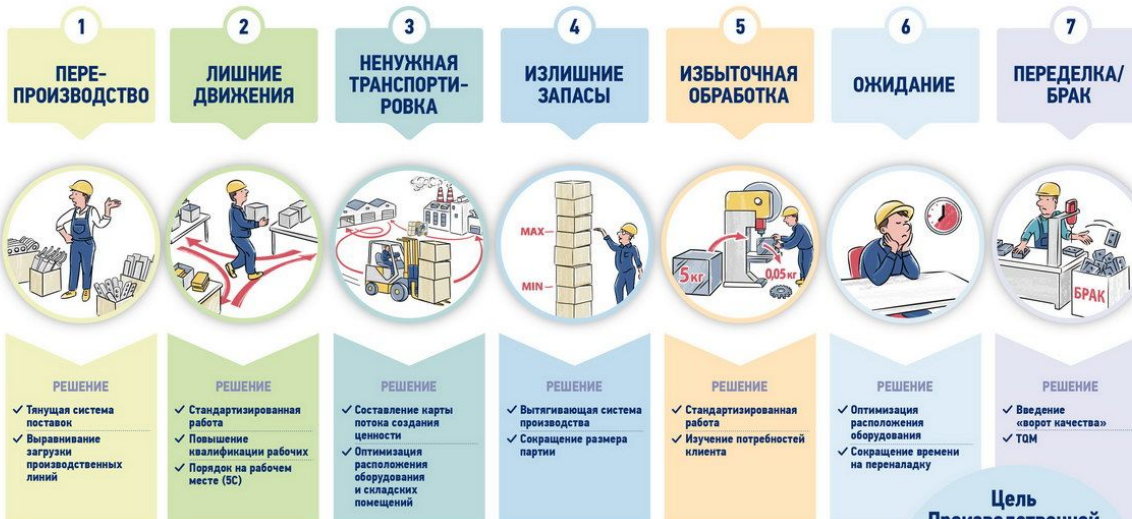 1
ПЕРЕ-
ПРОИЗВОДСТВО
2
ЛИШНИЕ
ДВИЖЕНИЯ
3
НЕНУЖНАЯ
ТРАНСПОРТИ-
РОВКА
4
ИЗЛИШНИЕ
ЗАПАСЫ
5
ИЗБЫТОЧНАЯ
ОБРАБОТКА
6
ОЖИДАНИЕ
7
ПЕРЕДЕЛКА/
БРАК
MAX
MIN
5кг
0,05кг
БРАК
РЕШЕНИЕ
✓ Тянущая система
поставок
✓ Выравнивание
загрузки
производственных
линий
РЕШЕНИЕ
✓ Стандартизированная
работа
✓ Повышение
квалификации рабочих
✓ Порядок на рабочем
месте (5С)
РЕШЕНИЕ
✓ Составление карты
потока создания
ценности
✓ Оптимизация
расположения
оборудования
и складских
помещений
РЕШЕНИЕ
✓ Вытягивающая система
производства
✓ Сокращение размера
партии
РЕШЕНИЕ
✓ Стандартизированная
работа
✓ Изучение потребностей
клиента
РЕШЕНИЕ
✓ Оптимизация
расположения
оборудования
✓ Сокращение времени
на переналадку
РЕШЕНИЕ
✓ Введение
«ворот качества»
✓ TQM
Цель
Производственной